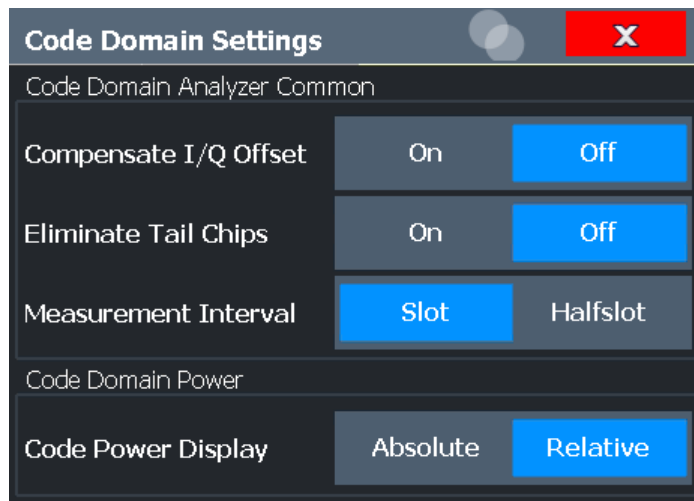 Code Domain Settings X
Code Domain Analyzer Common
Compensate I/Q Offset On Off
Eliminate Tail Chips On Off
Measurement Interval Slot Halfslot
Code Domain Power
Code Power Display Absolute Relative